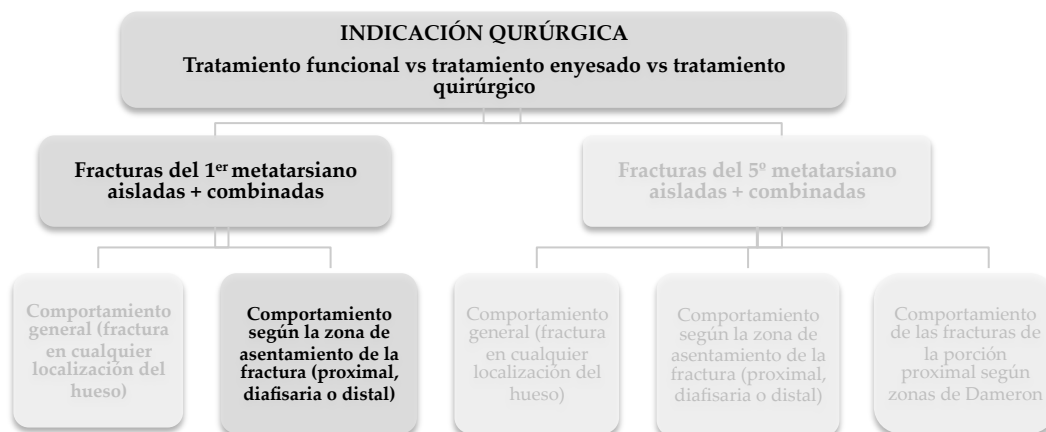 INDICACIÓN QURÚRGICA
Tratamiento funcional vs tratamiento enyesado vs tratamiento
quirúrgico
Fracturas del 1er metatarsiano
aisladas + combinadas
Fracturas del 5º metatarsiano
aisladas + combinadas
Comportamiento
general (fractura
en cualquier
localización del
hueso)
Comportamiento
según la zona de
asentamiento de la
fractura (proximal,
diafisaria o distal)
Comportamiento
general (fractura
en cualquier
localización del
hueso)
Comportamiento
según la zona de
asentamiento de la
fractura (proximal,
diafisaria o distal)
Comportamiento
de las fracturas de
la porción
proximal según
zonas de Dameron